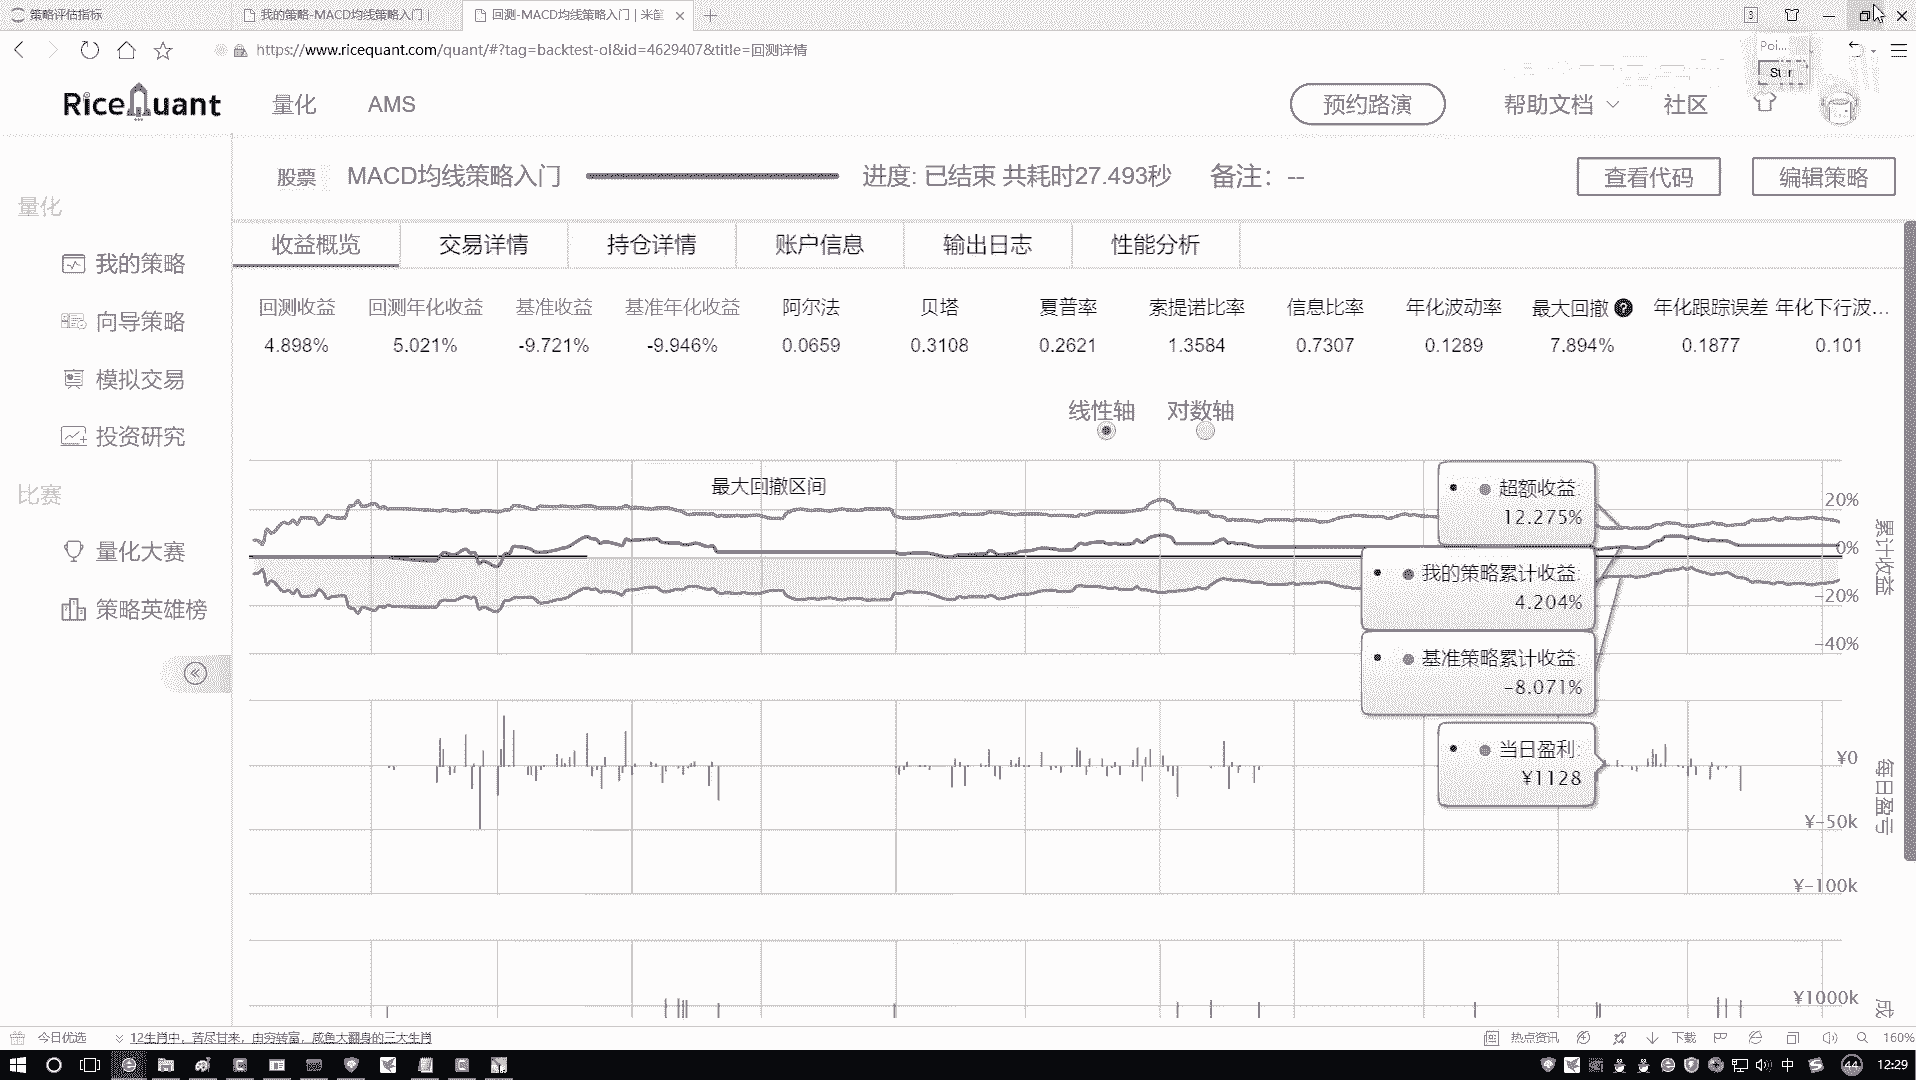 策略评估指标
我的策略-MACD均线策略入门 |
回测-MACD均线策略入门 | 米筐
https://www.ricequant.com/quant/#?tag=backtest-ol&id=4629407&title=回测详情
3
Poi...
RiceQuant
量化
AMS
预约路演
帮助文档
社区
股票
MACD均线策略入门
进度: 已结束 共耗时27.493秒
备注: --
查看代码
编辑策略
量化
我的策略
向导策略
模拟交易
投资研究
比赛
量化大赛
策略英雄榜
收益概览
交易详情
持仓详情
账户信息
输出日志
性能分析
回测收益 回测年化收益 基准收益 基准年化收益 阿尔法 贝塔 夏普率 索提诺比率 信息比率 年化波动率 最大回撤 年化跟踪误差 年化下行波...
4.898% 5.021% -9.721% -9.946% 0.0659 0.3108 0.2621 1.3584 0.7307 0.1289 7.894% 0.1877 0.101
线性轴 对数轴
最大回撤区间
超额收益:
12.275%
我的策略累计收益:
4.204%
基准策略累计收益:
-8.071%
当日盈利:
¥1128
20%
0%
-20%
-40%
累计收益
¥0
¥-50k
¥-100k
每日盈亏
¥1000k
成
今日优选
12生肖中，苦尽甘来，由穷转富，咸鱼大翻身的三大生肖
热点资讯
下载
160%
中
44
12:29